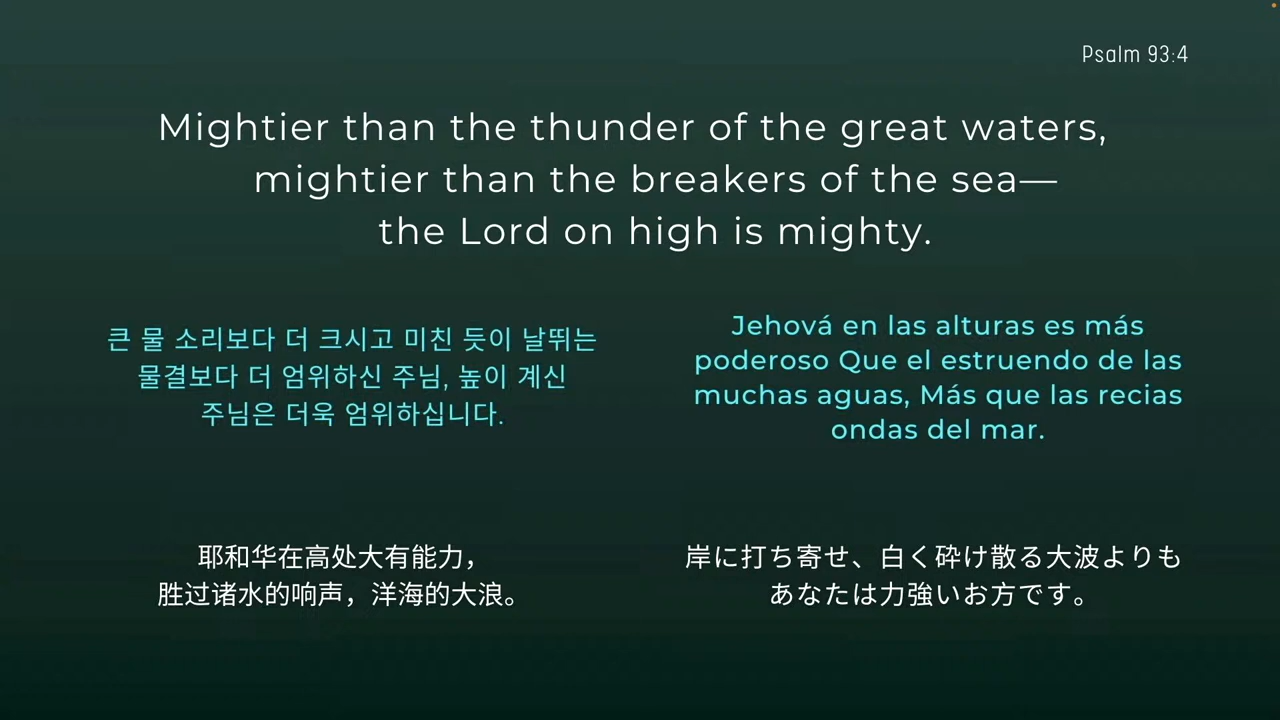 Psalm 93:4
Mightier than the thunder of the great waters,
mightier than the breakers of the sea—
the Lord on high is mighty.
큰 물 소리보다 더 크시고 미친 듯이 날뛰는
물결보다 더 엄위하신 주님, 높이 계신
주님은 더욱 엄위하십니다.
Jehová en las alturas es más
poderoso Que el estruendo de las
muchas aguas, Más que las recias
ondas del mar.
耶和华在高处大有能力，
胜过诸水的响声，洋海的大浪。
岸に打ち寄せ、白く砕け散る大波よりも
あなたは力強いお方です。